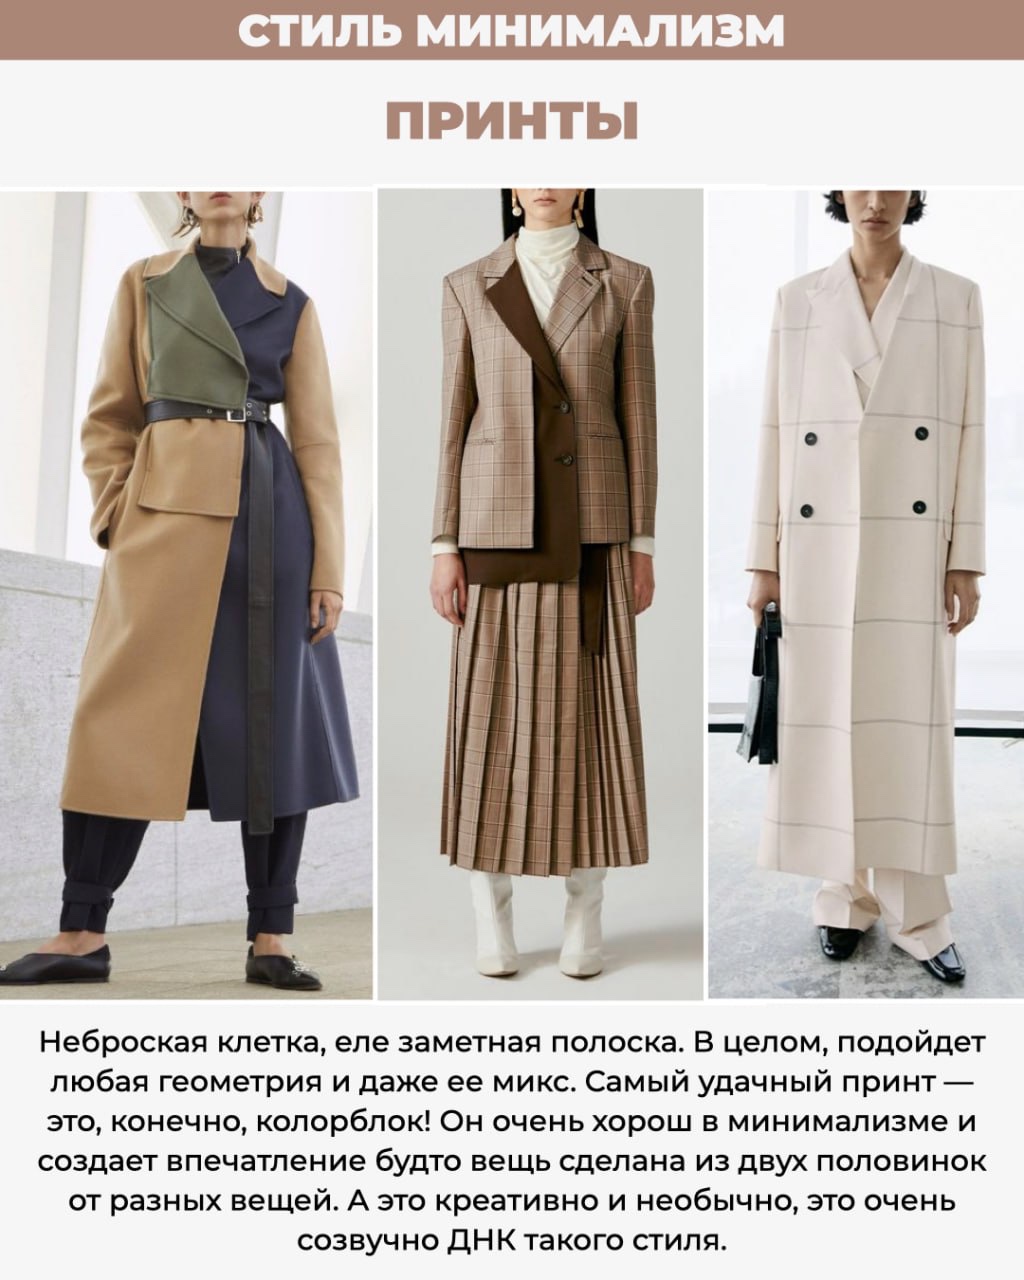 СТИЛЬ МИНИМАЛИЗМ
ПРИНТЫ
Неброская клетка, еле заметная полоска. В целом, подойдет
любая геометрия и даже ее микс. Самый удачный принт —
это, конечно, колорблок! Он очень хорош в минимализме и
создает впечатление будто вещь сделана из двух половинок
от разных вещей. А это креативно и необычно, это очень
созвучно ДНК такого стиля.